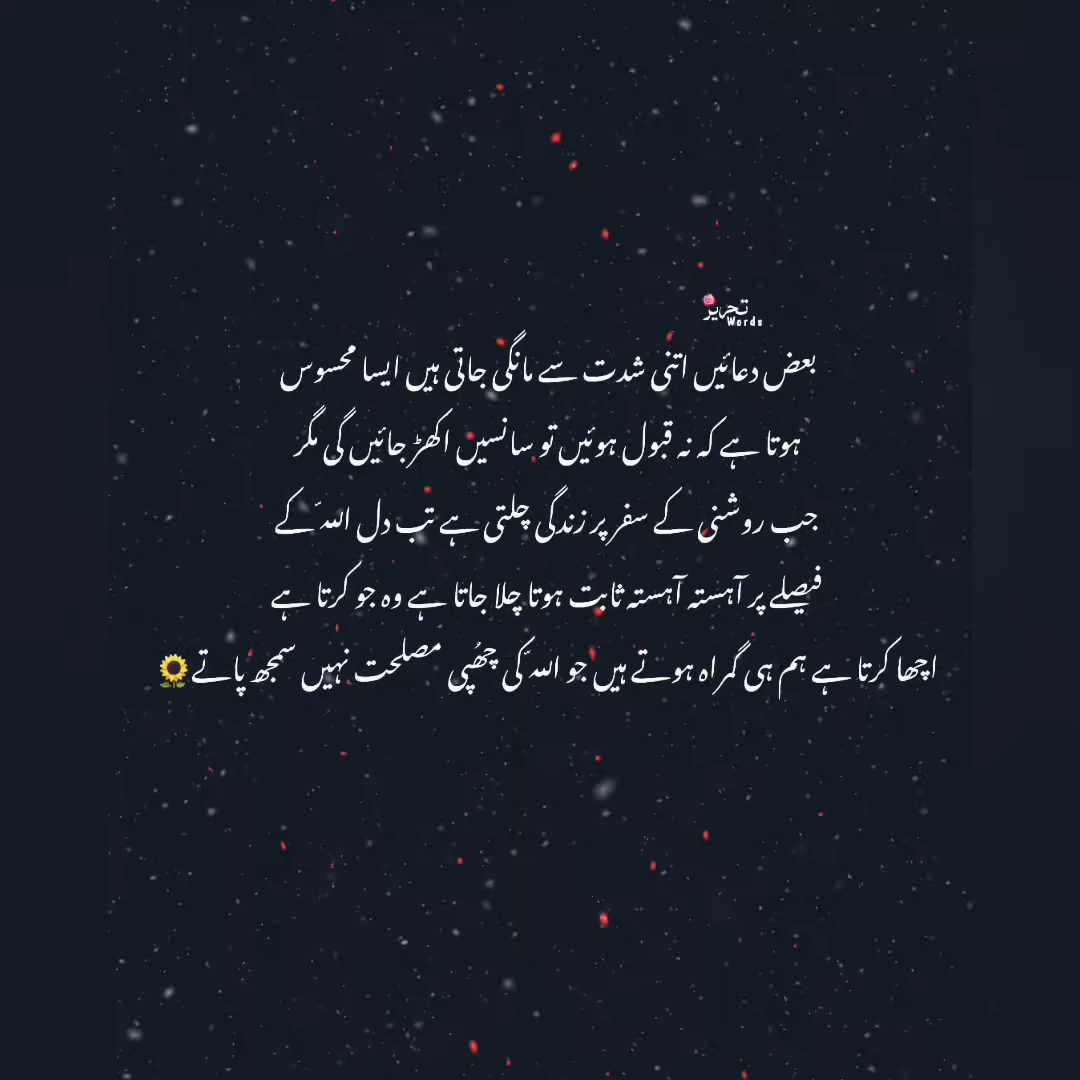 تحریر
Words
بعض دعائیں اتنی شدت سے مانگی جاتی ہیں ایسا محسوس
ہوتا ہے کہ نہ قبول ہوئیں تو سانسیں اکھڑ جائیں گی مگر
جب روشنی کے سفر پر زندگی چلتی ہے تب دل اللہ کے
فیصلے پر آہستہ آہستہ ثابت ہوتا چلا جاتا ہے وہ جو کرتا ہے
اچھا کرتا ہے ہم ہی گمراہ ہوتے ہیں جو اللہ کی چھُپی مصلحت نہیں سمجھ پاتے🌻